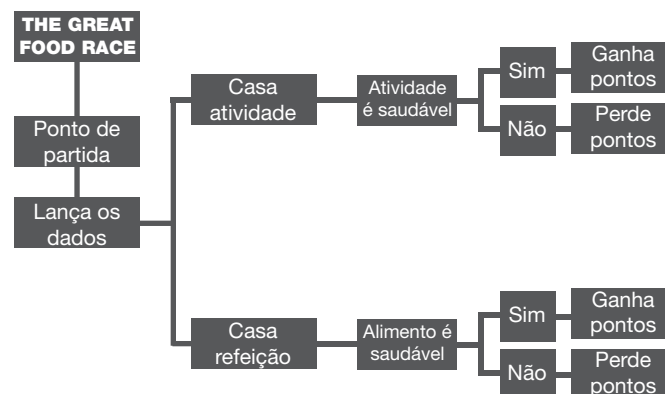 THE GREAT
FOOD RACE
Ponto de
partida
Lança os
dados
Casa
atividade
Atividade
é saudável
Sim
Ganha
pontos
Não
Perde
pontos
Casa
refeição
Alimento é
saudável
Sim
Ganha
pontos
Não
Perde
pontos